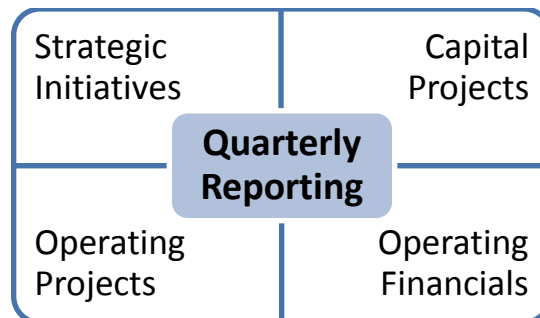 Strategic
Initiatives
Capital
Projects
Quarterly
Reporting
Operating
Projects
Operating
Financials